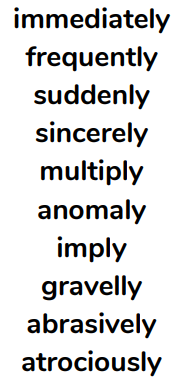 immediately
frequently
suddenly
sincerely
multiply
anomaly
imply
gravelly
abrasively
atrociously